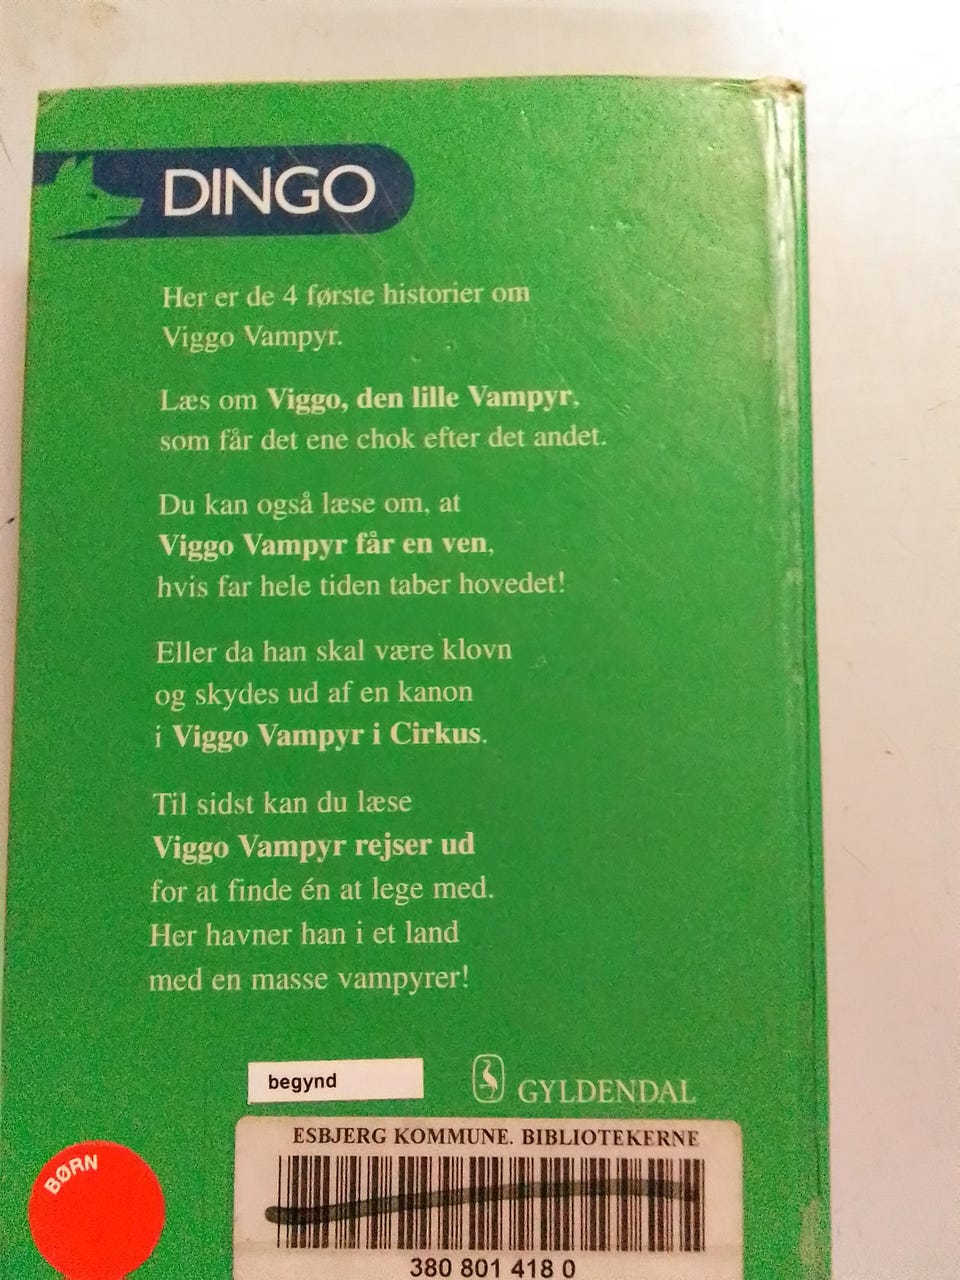 DINGO
Her er de 4 første historier om
Viggo Vampyr.
Læs om Viggo, den lille Vampyr,
som får det ene chok efter det andet.
Du kan også læse om, at
Viggo Vampyr får en ven,
hvis far hele tiden taber hovedet!
Eller da han skal være klovn
og skydes ud af en kanon
i Viggo Vampyr i Cirkus.
Til sidst kan du læse
Viggo Vampyr rejser ud
for at finde én at lege med.
Her havner han i et land
med en masse vampyrer!
begynd
GYLDENDAL
ESBJERG KOMMUNE. BIBLIOTEKERNE
BØRN
380 801 418 0